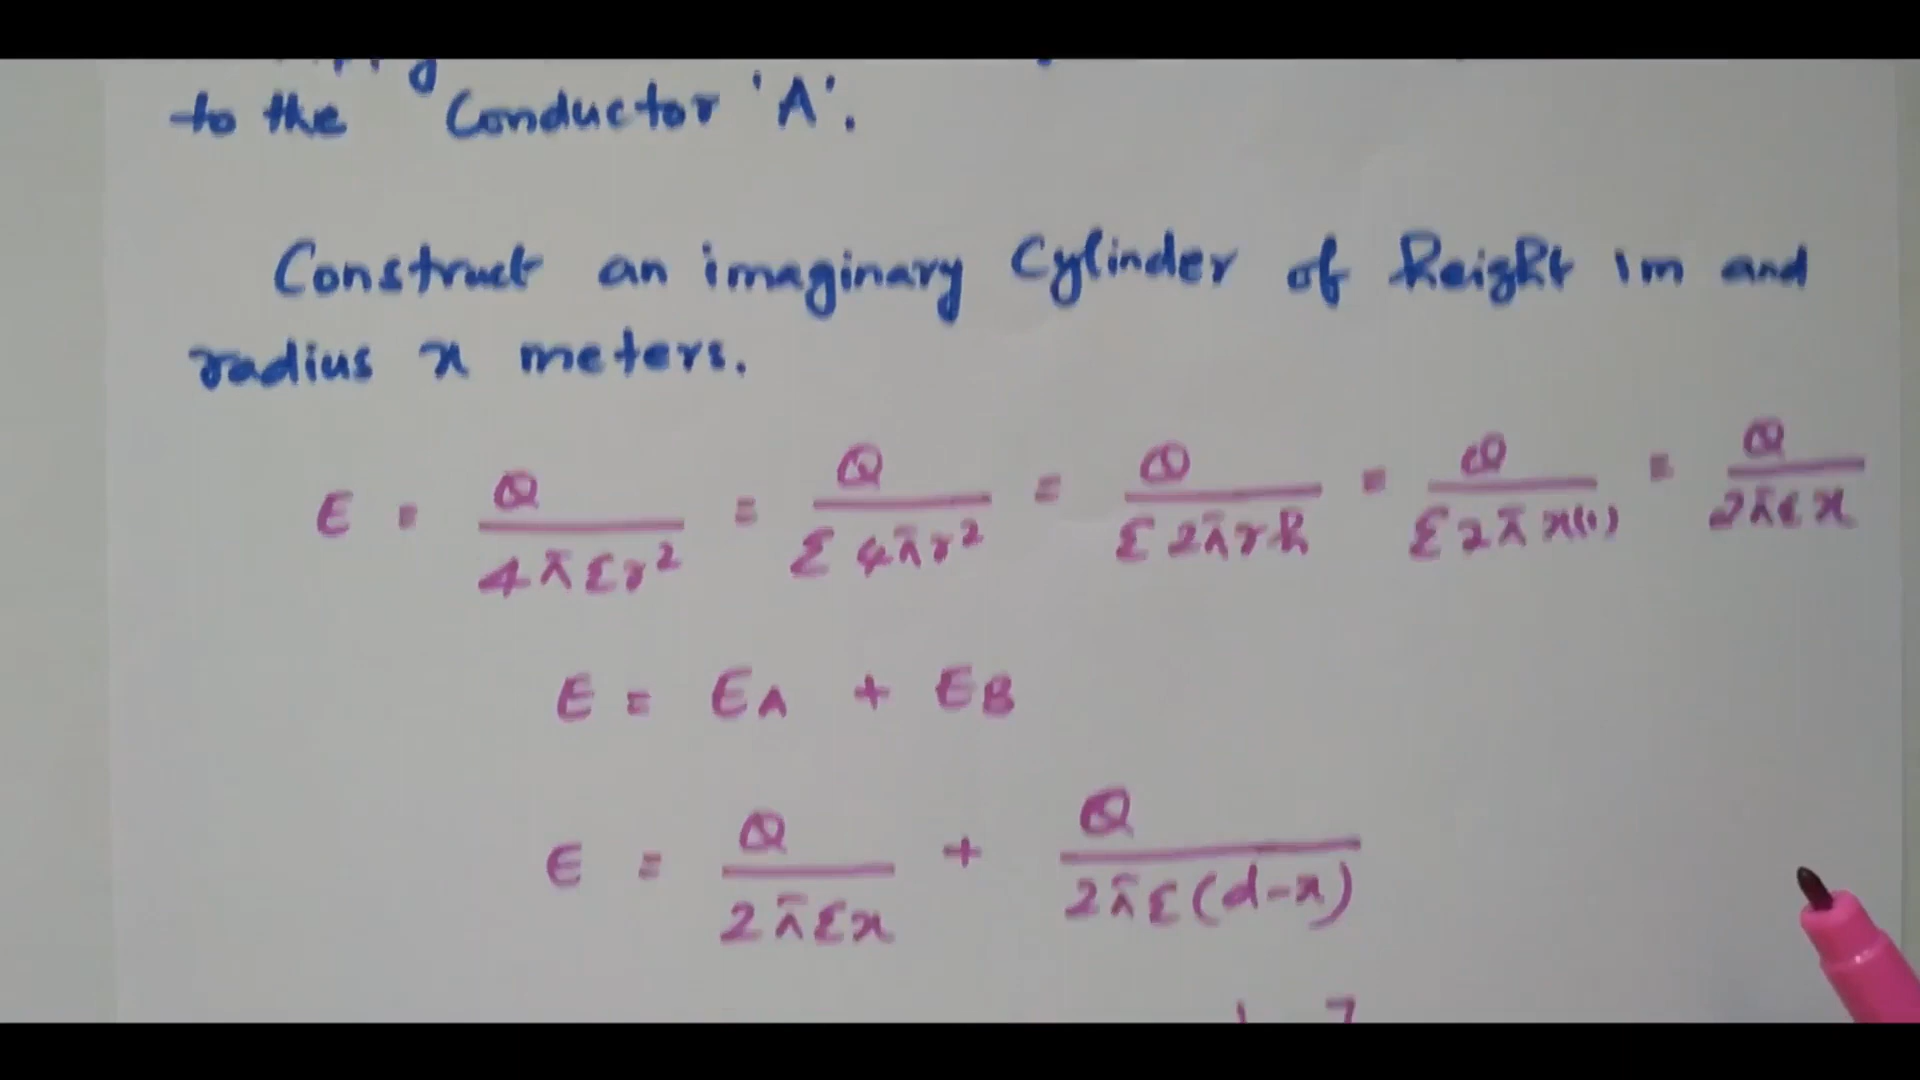 to the Conductor 'A'.
Construct an imaginary Cylinder of height 1m and
radius x meters.
E = Q / 4πεr² = Q / ε4πr² = Q / ε2πrh = Q / ε2πx(1) = Q / 2πεx
E = EA + EB
E = Q / 2πεx + Q / 2πε(d-x)